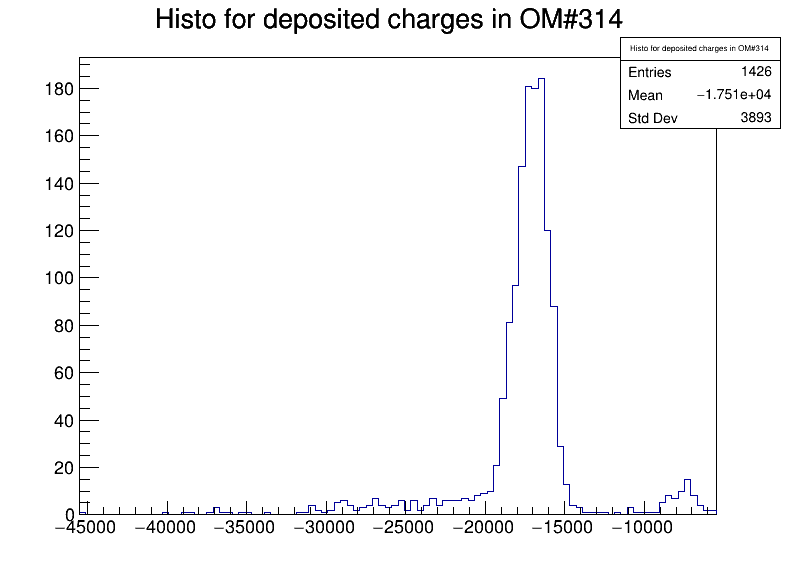 Histo for deposited charges in OM#314
Histo for deposited charges in OM#314
Entries 1426
Mean −1.751e+04
Std Dev 3893
180
160
140
120
100
80
60
40
20
0
−45000 −40000 −35000 −30000 −25000 −20000 −15000 −10000